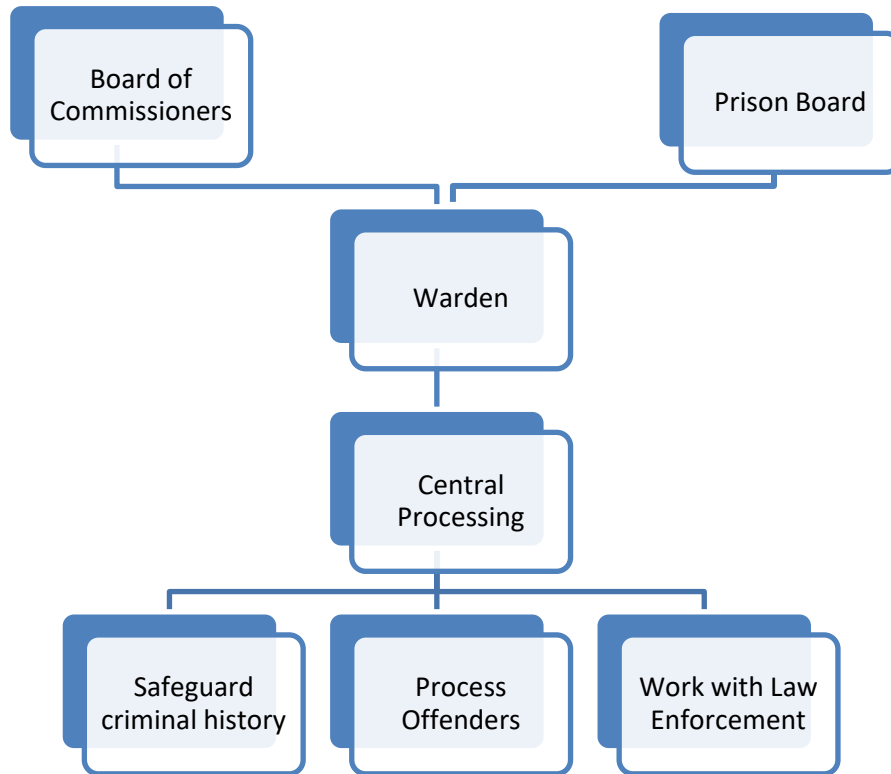 Board of
Commissioners
Prison Board
Warden
Central
Processing
Safeguard
criminal history
Process
Offenders
Work with Law
Enforcement